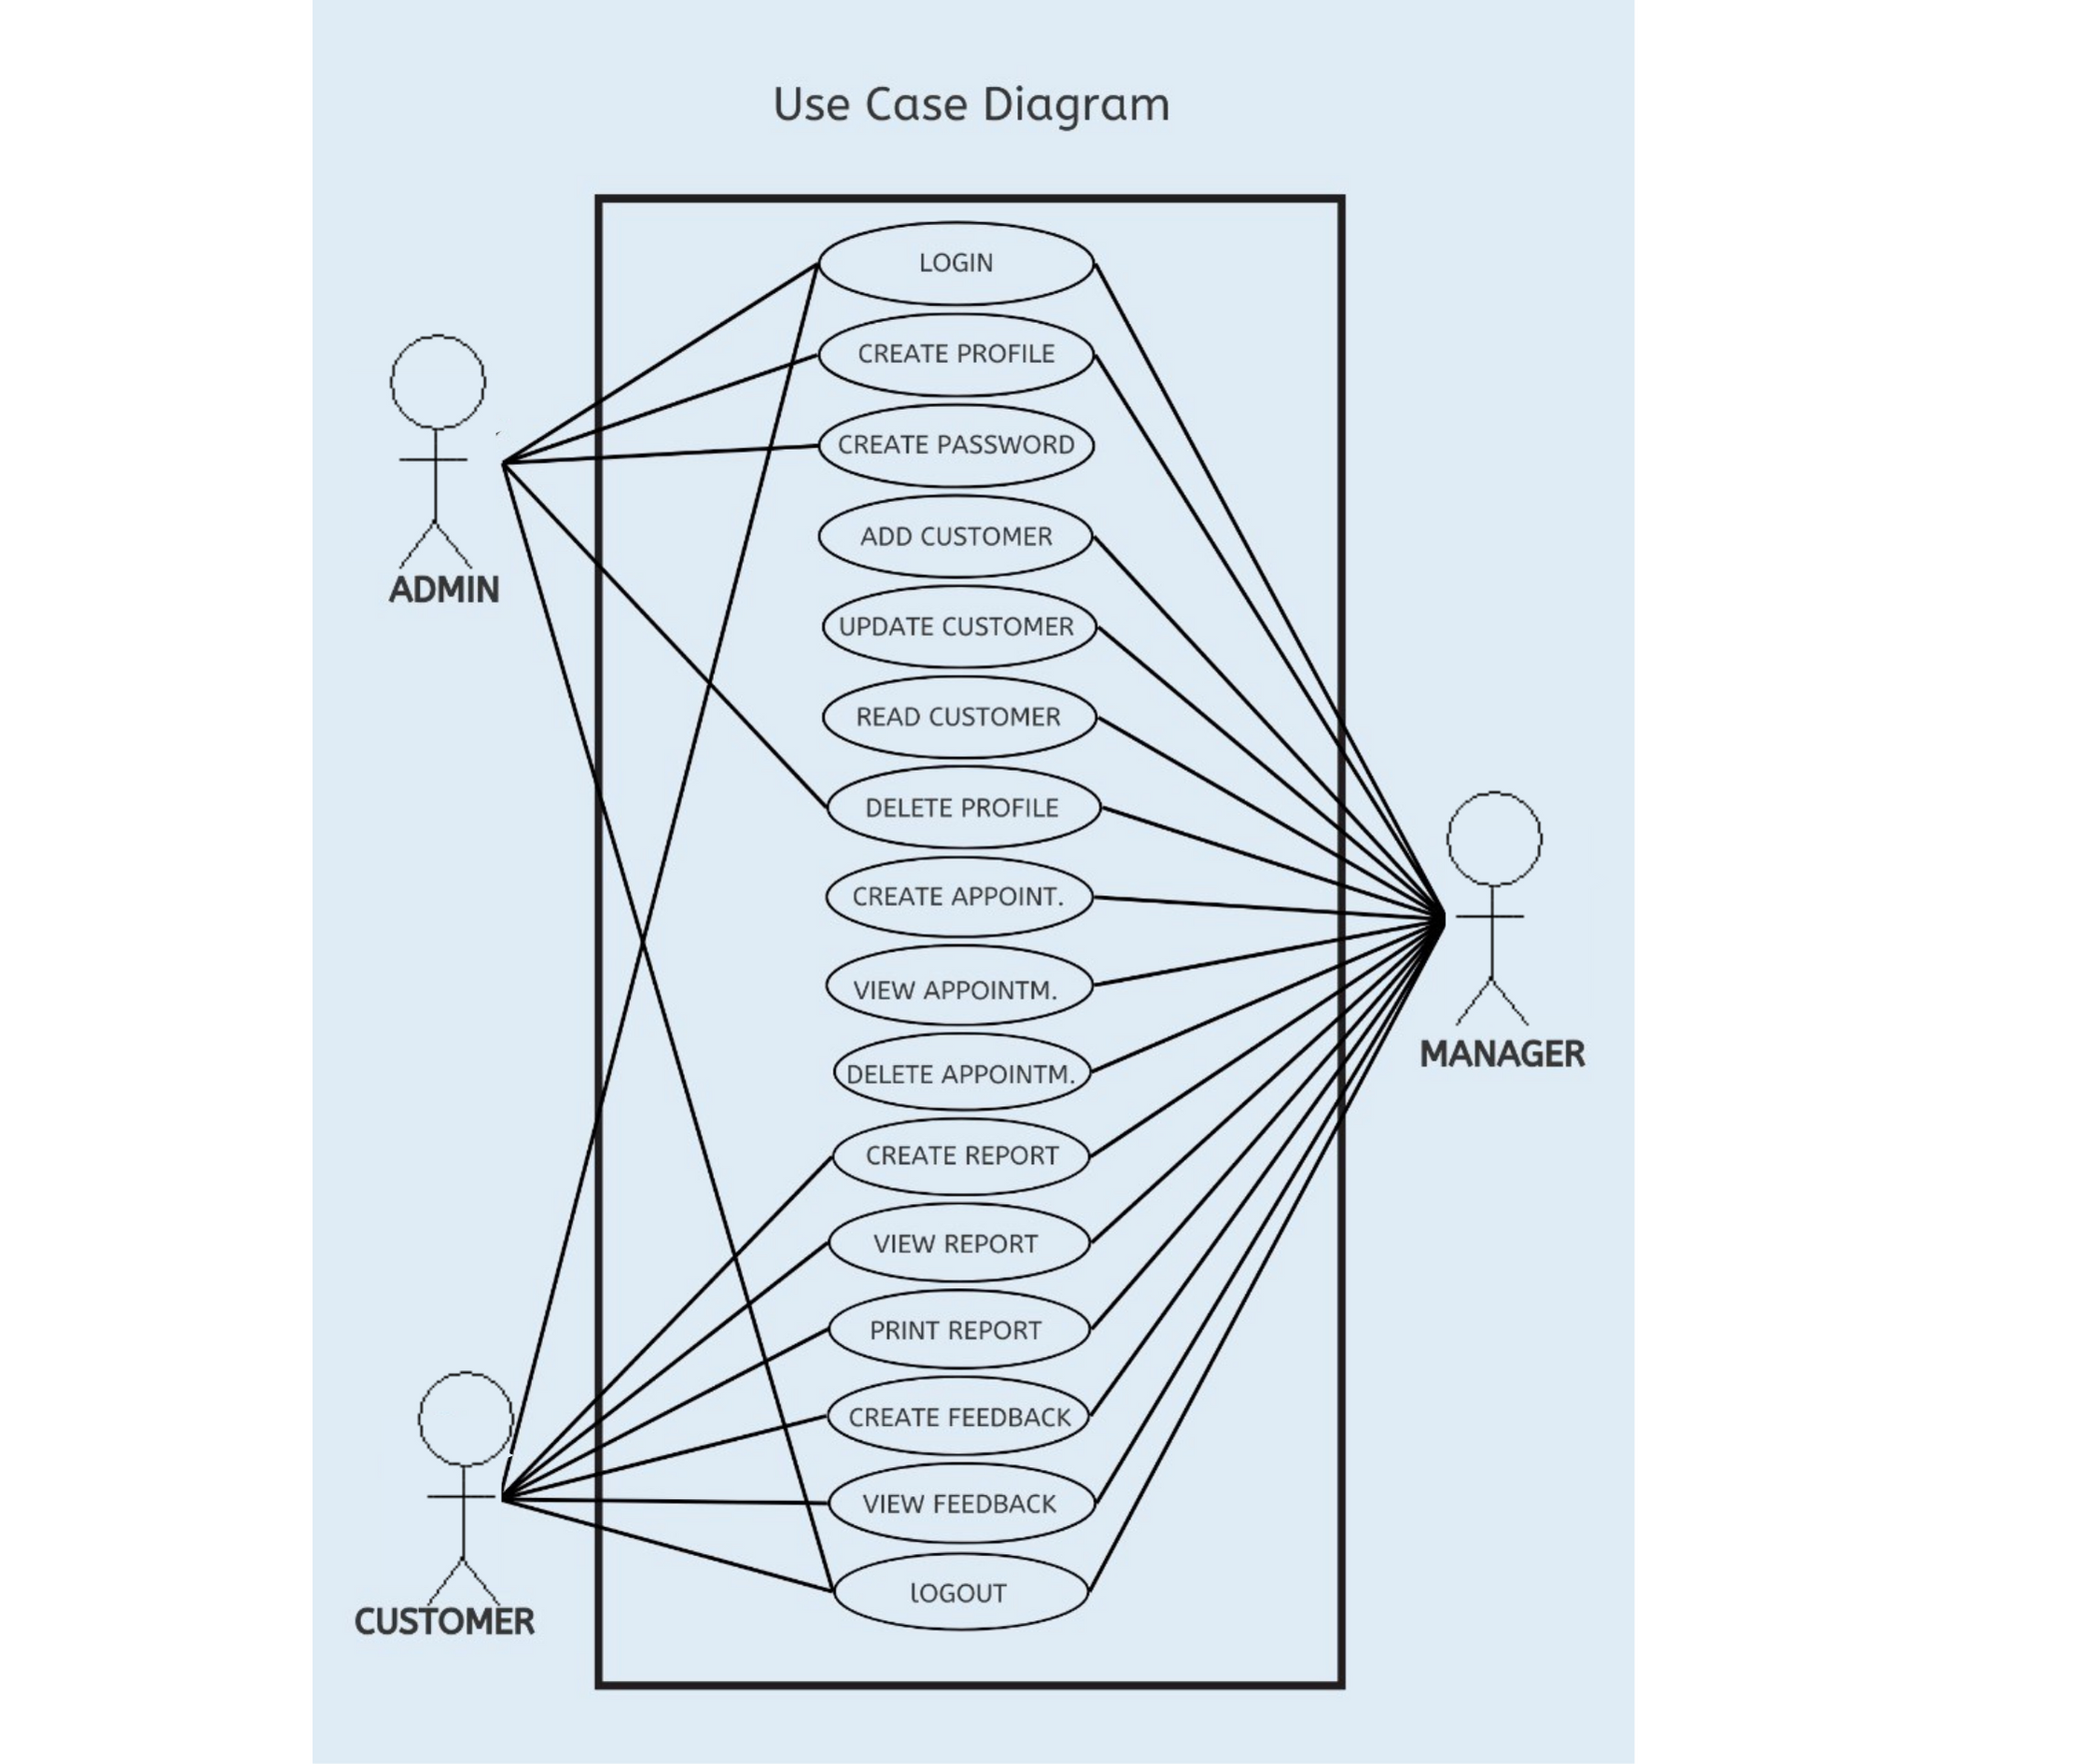 Use Case Diagram
LOGIN
CREATE PROFILE
CREATE PASSWORD
ADD CUSTOMER
ADMIN
UPDATE CUSTOMER
READ CUSTOMER
DELETE PROFILE
CREATE APPOINT.
VIEW APPOINTM.
MANAGER
DELETE APPOINTM.
CREATE REPORT
VIEW REPORT
PRINT REPORT
CREATE FEEDBACK
VIEW FEEDBACK
lOGOUT
CUSTOMER